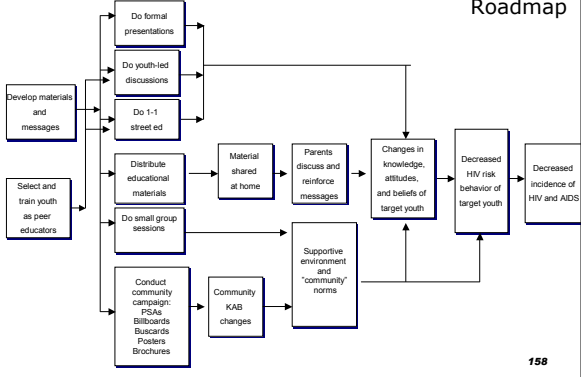 Roadmap
Do formal
presentations
Do youth-led
discussions
Develop materials
and
messages
Do 1-1
street ed
Select and
train youth
as peer
educators
Distribute
educational
materials
Material
shared
at home
Parents
discuss and
reinforce
messages
Changes in
knowledge,
attitudes,
and beliefs of
target youth
Decreased
HIV risk
behavior of
target youth
Decreased
incidence of
HIV and AIDS
Do small group
sessions
Supportive
environment
and
"community"
norms
Conduct
community
campaign:
PSAs
Billboards
Buscards
Posters
Brochures
Community
KAB
changes
158